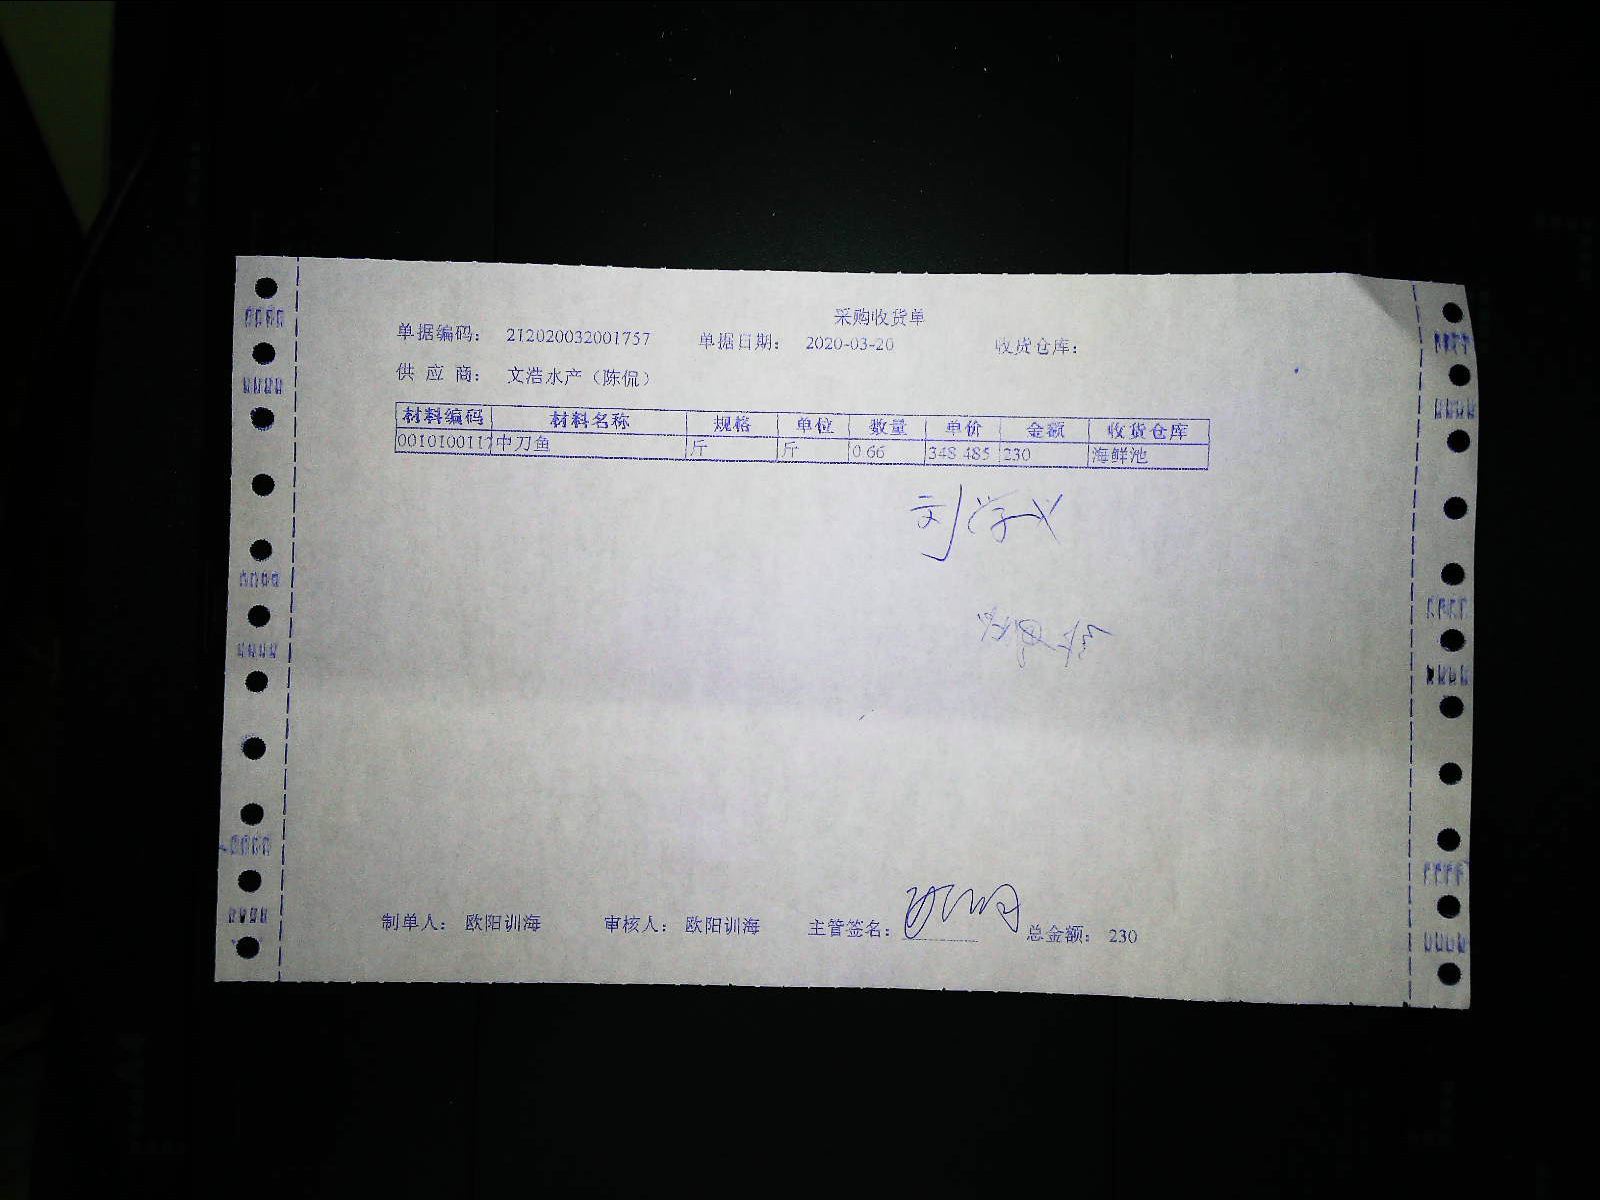 采购收货单
单据编码： 212020032001757 单据日期： 2020-03-20 收货仓库：
供 应 商： 文浩水产（陈侃）
材料编码 材料名称 规格 单位 数量 单价 金额 收货仓库
0010100117 中刀鱼 斤 斤 0.66 348.485 230 海鲜池
刘学义
制单人： 欧阳训海 审核人： 欧阳训海 主管签名： 总金额： 230